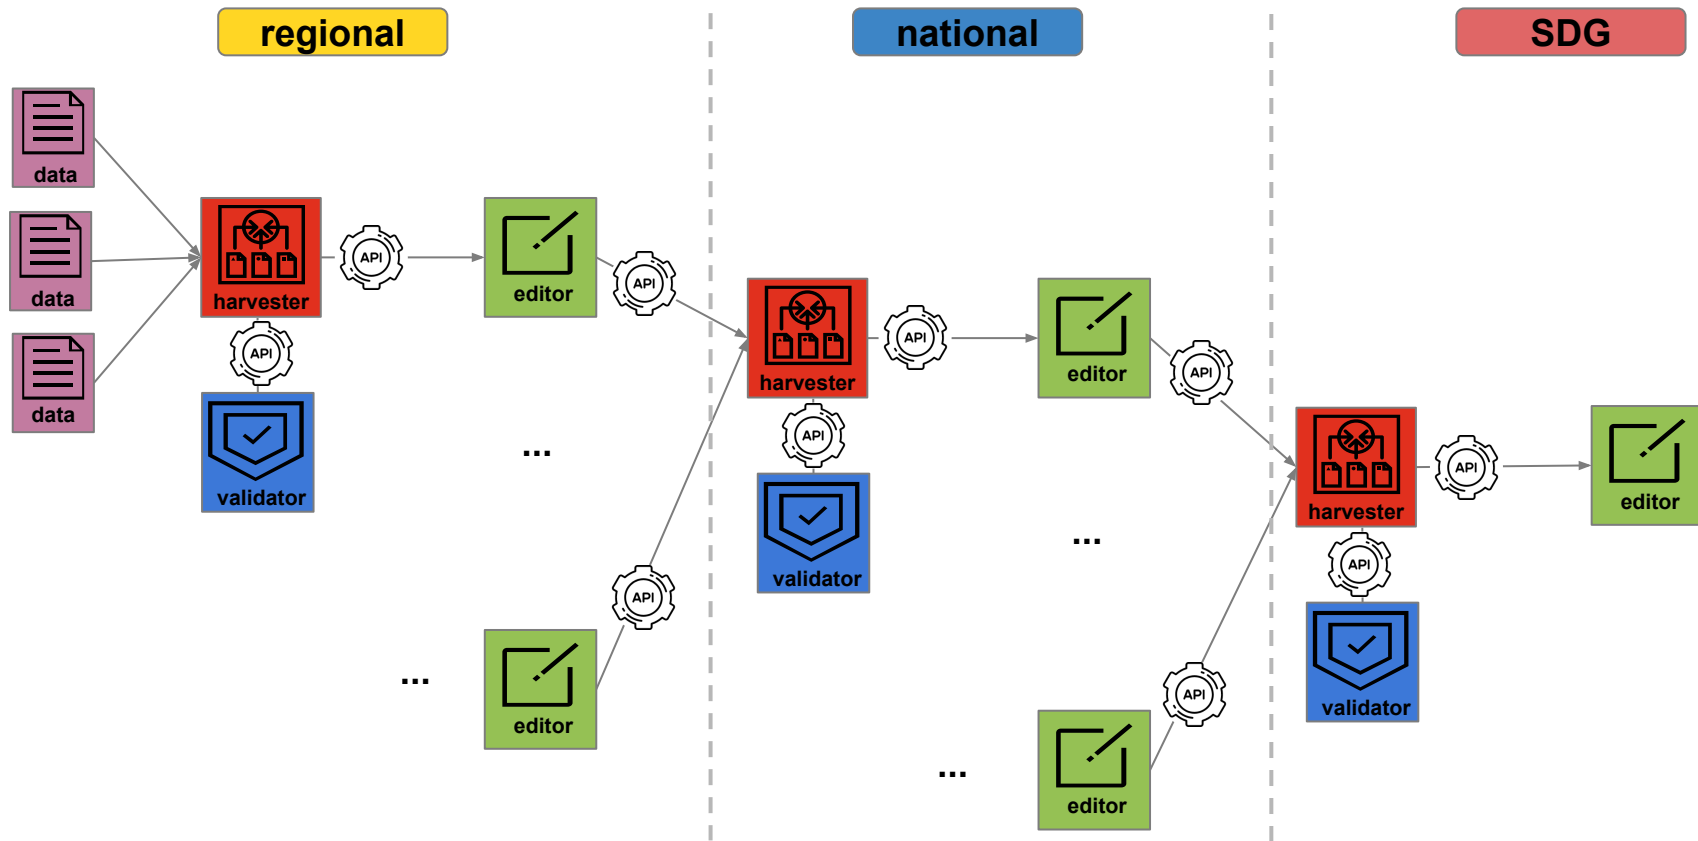 regional
national
SDG
data
data
data
harvester
API
editor
API
API
validator
...
...
editor
API
harvester
API
editor
API
API
validator
...
...
editor
API
harvester
API
editor
API
validator